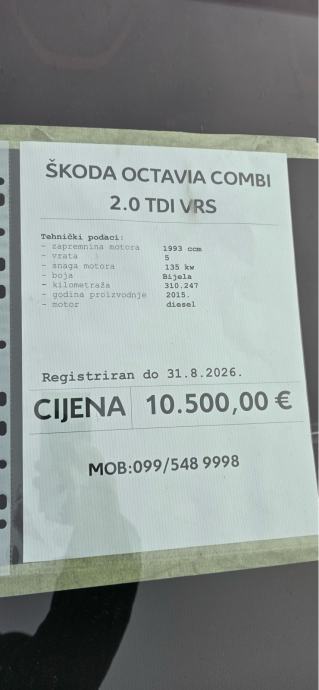 ŠKODA OCTAVIA COMBI
2.0 TDI VRS
Tehnički podaci:
- zapremnina motora 1993 ccm
- vrata 5
- snaga motora 135 kw
- boja Bijela
- kilometraža 310.247
- godina proizvodnje 2015.
- motor diesel
Registriran do 31.8.2026.
CIJENA 10.500,00 €
MOB:099/548 9998